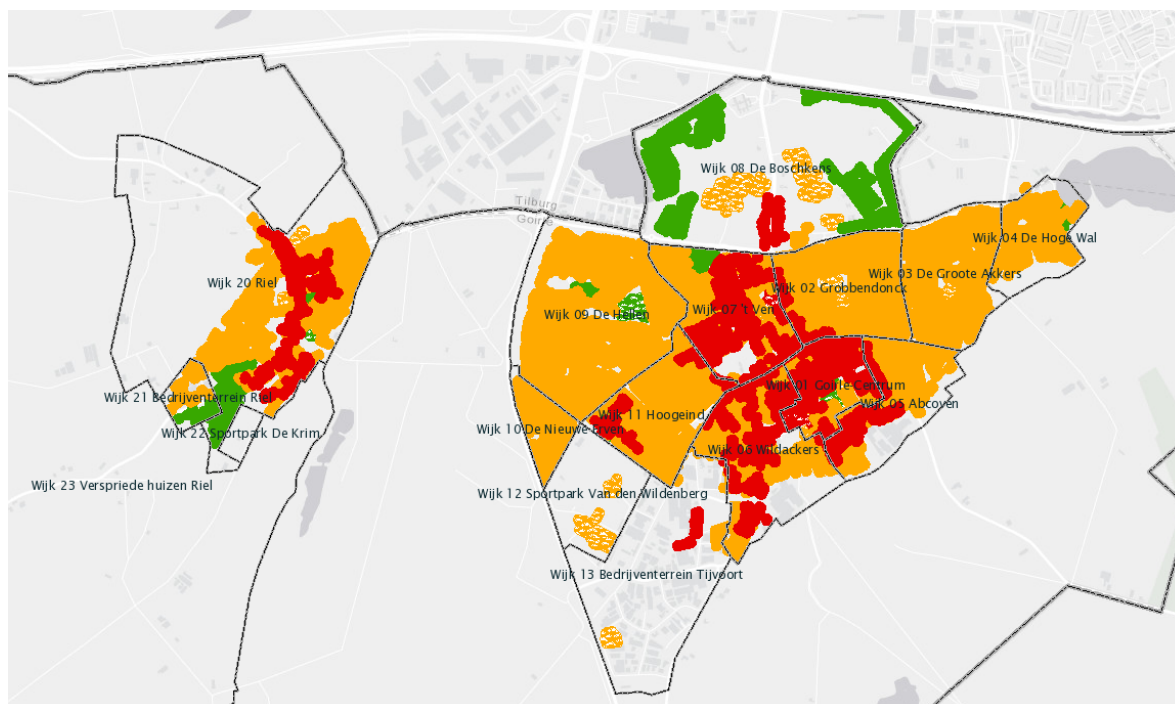 Wijk 08 De Boschkens
Tilburg
Goirle
Wijk 04 De Hoge Wal
Wijk 03 De Groote Akkers
Wijk 20 Riel
Wijk 02 Grobbendonck
Wijk 09 De Hellen
Wijk 07 't Ven
Wijk 01 Goirle-Centrum
Wijk 21 Bedrijventerrein Riel
Wijk 05 Abcoven
Wijk 11 Hoogeind
Wijk 10 De Nieuwe Erven
Wijk 22 Sportpark De Krim
Wijk 06 Wildackers
Wijk 23 Verspriede huizen Riel
Wijk 12 Sportpark Van den Wildenberg
Wijk 13 Bedrijventerrein Tijvoort